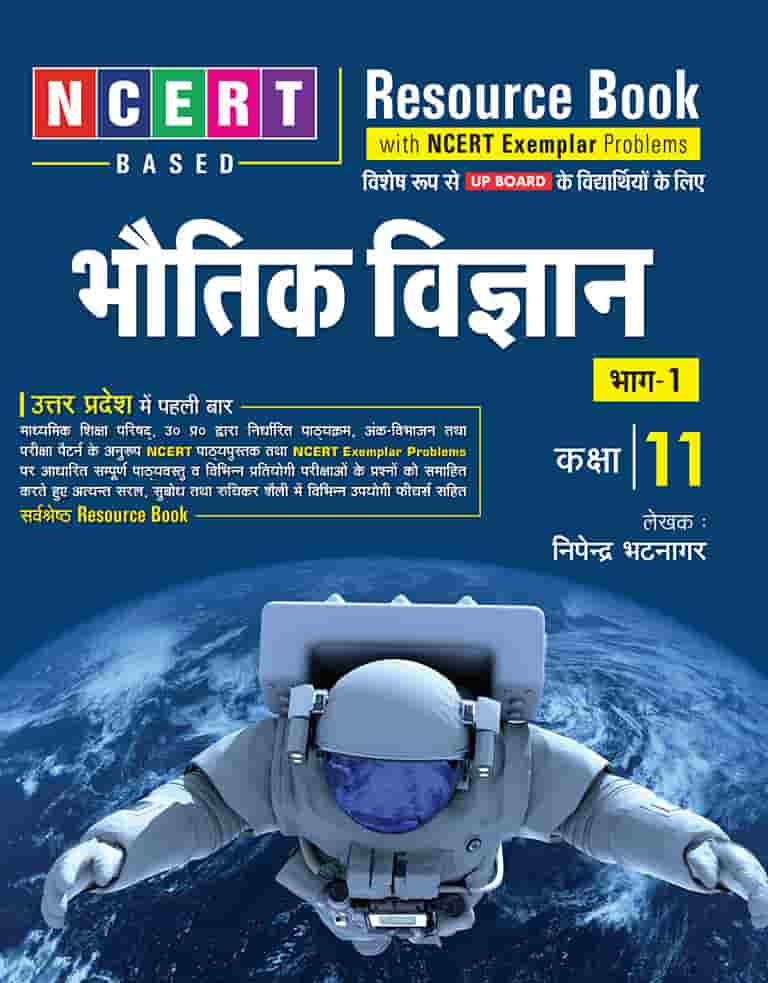 NCERT
BASED
Resource Book
with NCERT Exemplar Problems
विशेष रूप से UP BOARD के विद्यार्थियों के लिए
भौतिक विज्ञान
भाग-1
उत्तर प्रदेश में पहली बार
माध्यमिक शिक्षा परिषद्, उ० प्र० द्वारा निर्धारित पाठ्यक्रम, अंक-विभाजन तथा
परीक्षा पैटर्न के अनुरूप NCERT पाठ्यपुस्तक तथा NCERT Exemplar Problems
पर आधारित सम्पूर्ण पाठ्यवस्तु व विभिन्न प्रतियोगी परीक्षाओं के प्रश्नों को समाहित
करते हुए अत्यन्त सरल, सुबोध तथा रुचिकर शैली में विभिन्न उपयोगी फीचर्स सहित
सर्वश्रेष्ठ Resource Book
कक्षा 11
लेखक :
निपेन्द्र भटनागर